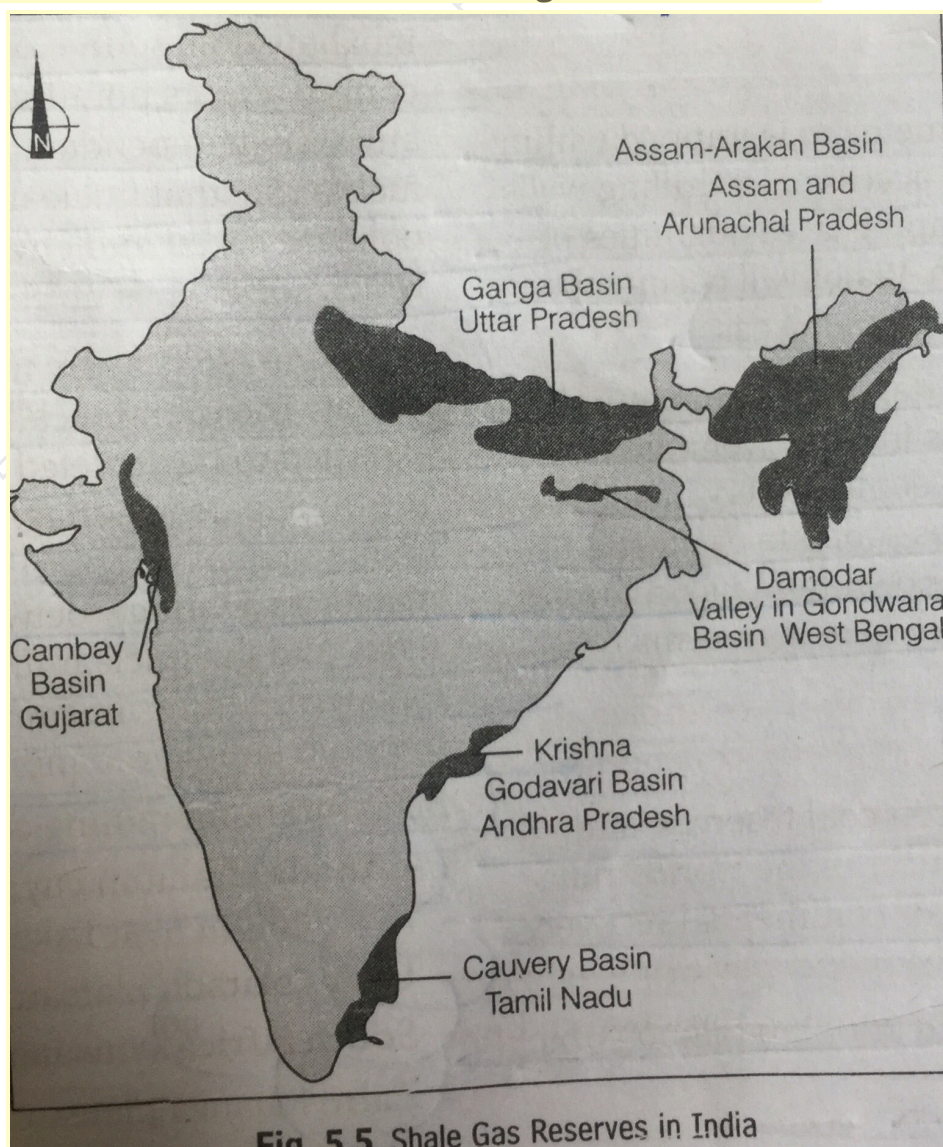 N
Assam-Arakan Basin
Assam and
Arunachal Pradesh
Ganga Basin
Uttar Pradesh
Damodar
Valley in Gondwana
Basin West Bengal
Cambay
Basin
Gujarat
Krishna
Godavari Basin
Andhra Pradesh
Cauvery Basin
Tamil Nadu
Fig. 5.5 Shale Gas Reserves in India